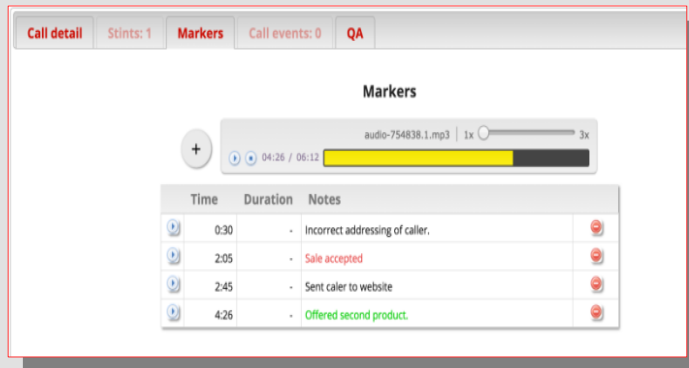 Call detail Stints: 1 Markers Call events: 0 QA
Markers
audio-754838.1.mp3 | 1x 3x
+
04:26 / 06:12
Time Duration Notes
0:30 - Incorrect addressing of caller.
2:05 - Sale accepted
2:45 - Sent caler to website
4:26 - Offered second product.